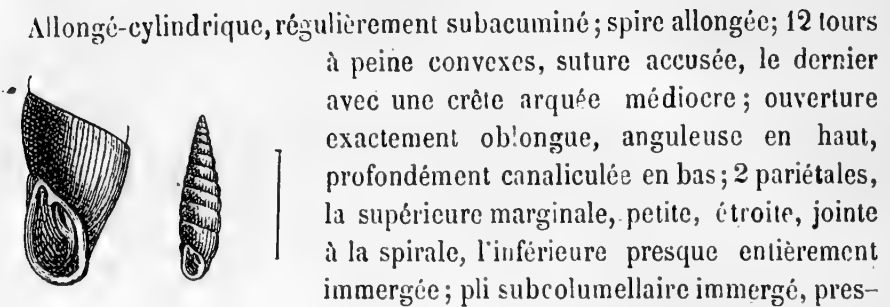 Allongé-cylindrique, régulièrement subacuminé; spire allongée; 12 tours
à peine convexes, suture accusée, le dernier
avec une crête arquée médiocre; ouverture
exactement oblongue, anguleuse en haut,
profondément canaliculée en bas; 2 pariétales,
la supérieure marginale, petite, étroite, jointe
à la spirale, l'inférieure presque entièrement
immergée; pli subcolumellaire immergé, pres-